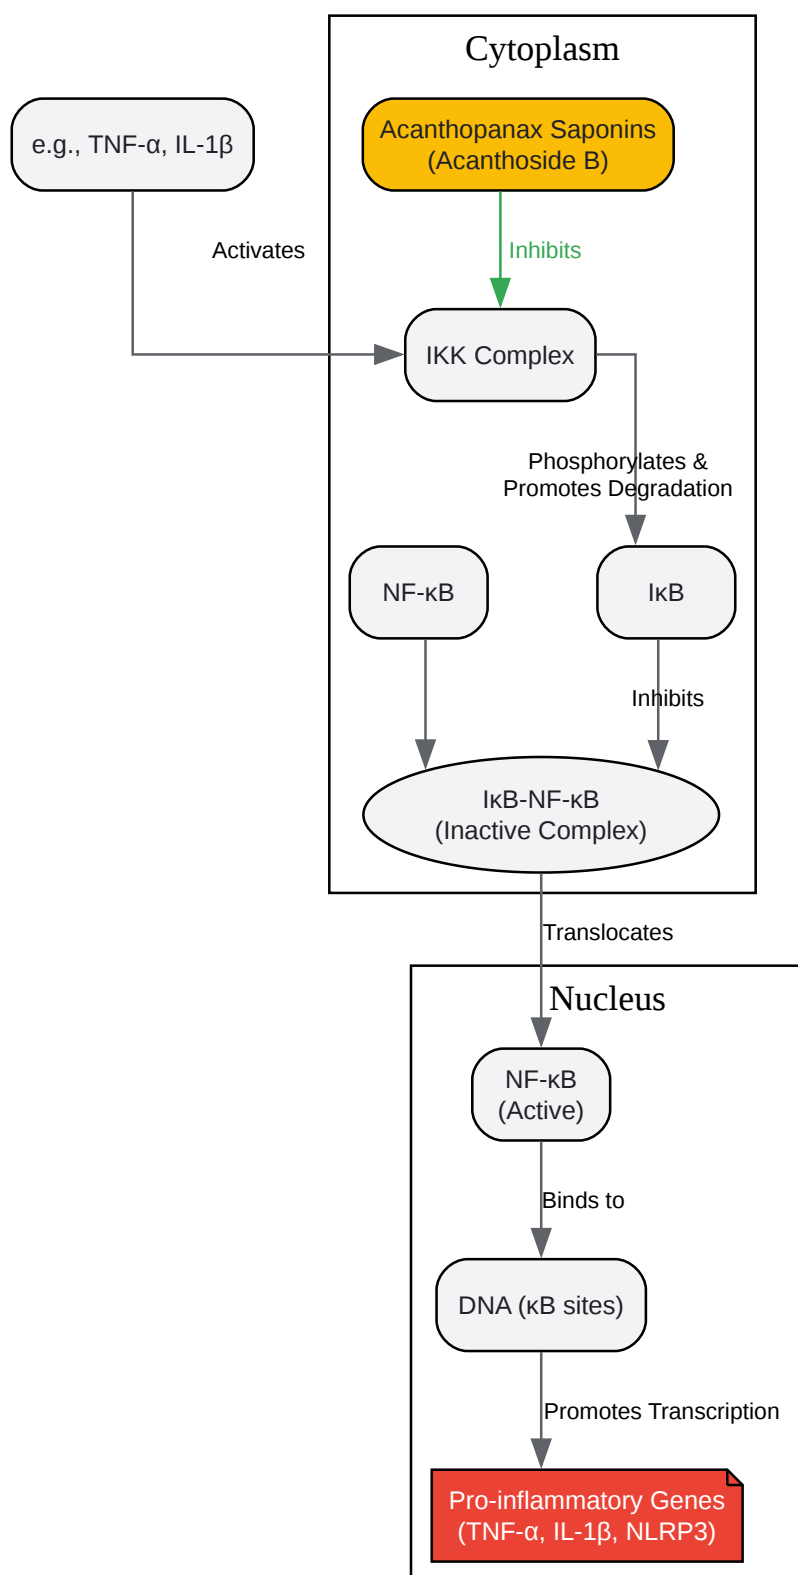 Cytoplasm
e.g., TNF-α, IL-1β
Acanthopanax Saponins
(Acanthoside B)
Activates
Inhibits
IKK Complex
Phosphorylates &
Promotes Degradation
NF-κB
IκB
Inhibits
IκB-NF-κB
(Inactive Complex)
Translocates
Nucleus
NF-κB
(Active)
Binds to
DNA (κB sites)
Promotes Transcription
Pro-inflammatory Genes
(TNF-α, IL-1β, NLRP3)